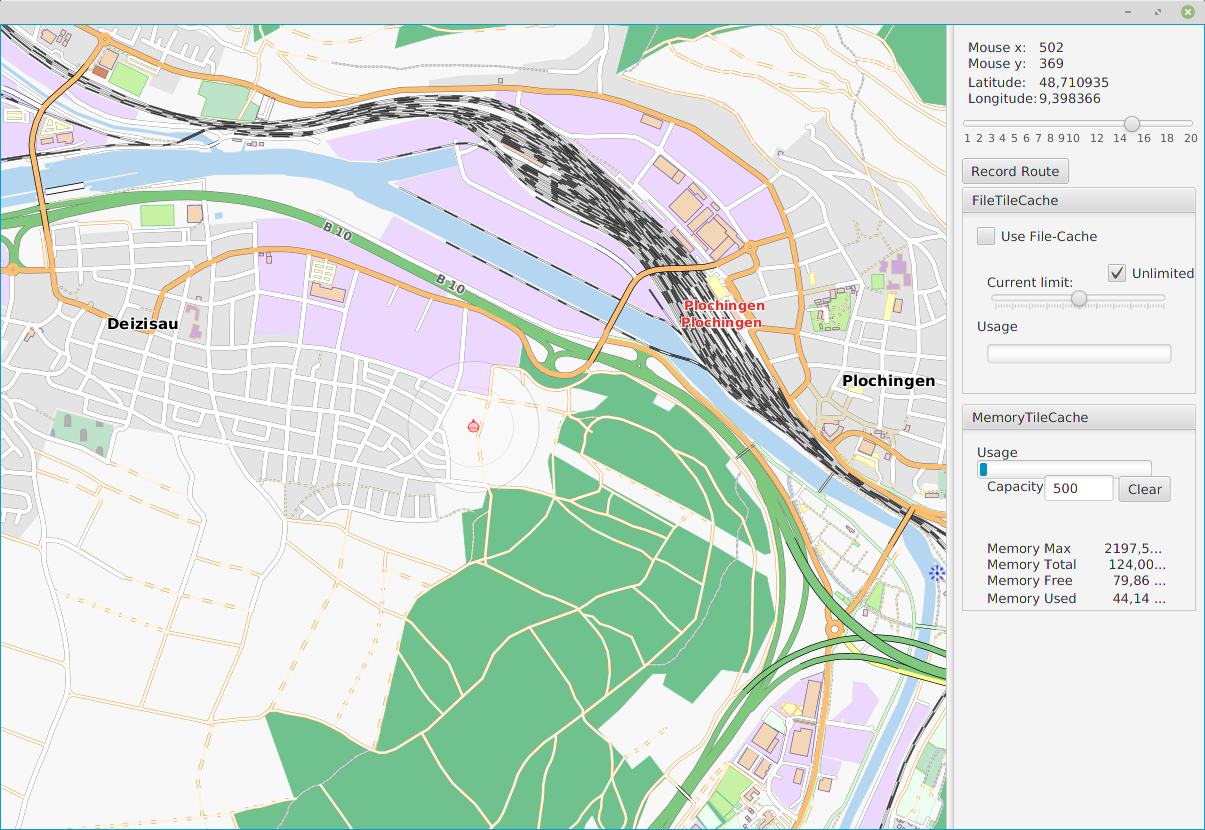 B 10
B 10
Deizisau
Plochingen
Plochingen
Plochingen
Mouse x: 502
Mouse y: 369
Latitude: 48,710935
Longitude: 9,398366
1 2 3 4 5 6 7 8 9 10 12 14 16 18 20
Record Route
FileTileCache
Use File-Cache
Unlimited
Current limit:
Usage
MemoryTileCache
Usage
Capacity 500 Clear
Memory Max 2197,5...
Memory Total 124,00...
Memory Free 79,86 ...
Memory Used 44,14 ...